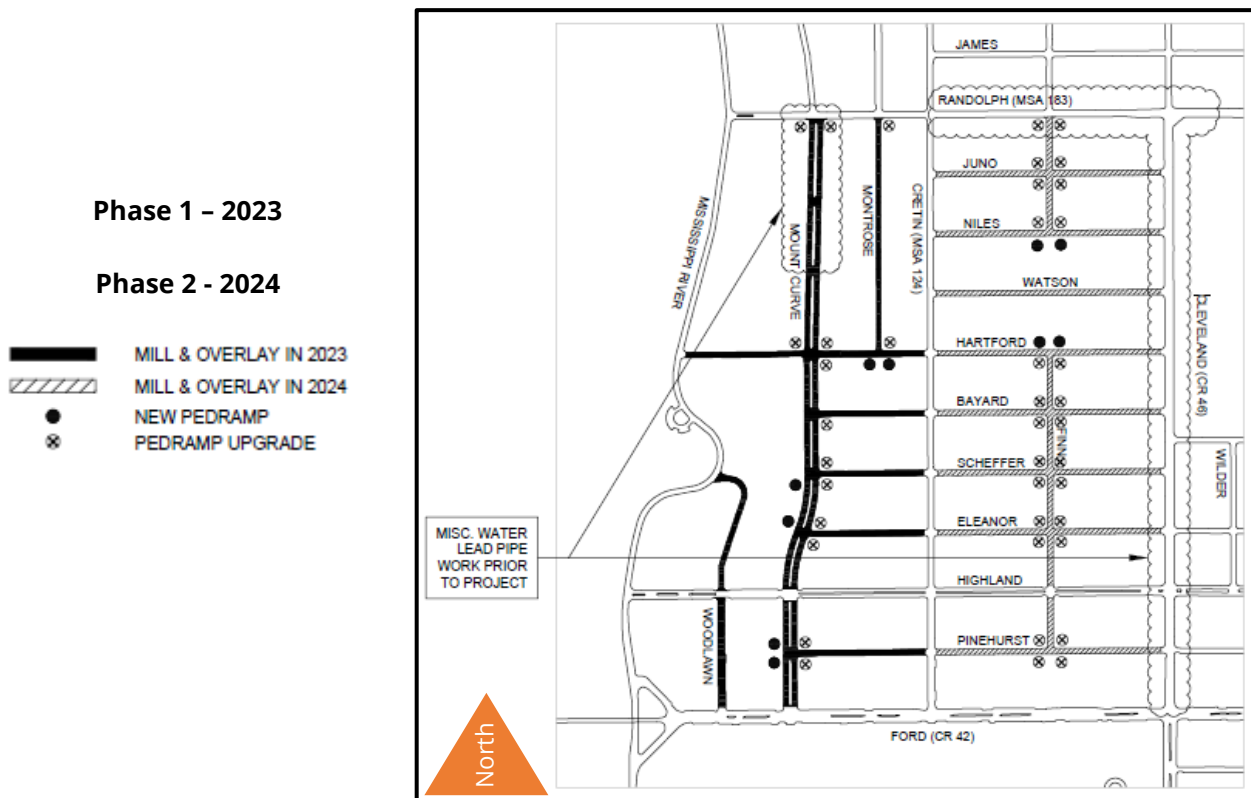 Phase 1 – 2023
Phase 2 - 2024
MILL & OVERLAY IN 2023
MILL & OVERLAY IN 2024
NEW PEDRAMP
PEDRAMP UPGRADE
JAMES
RANDOLPH (MSA 183)
JUNO
NILES
WATSON
HARTFORD
BAYARD
SCHEFFER
ELEANOR
HIGHLAND
PINEHURST
FORD (CR 42)
MISSISSIPPI RIVER
MOUNT CURVE
MONTROSE
CRETIN (MSA 124)
FINN
CLEVELAND (CR 46)
WILDER
WOODLAWN
MISC. WATER
LEAD PIPE
WORK PRIOR
TO PROJECT
North